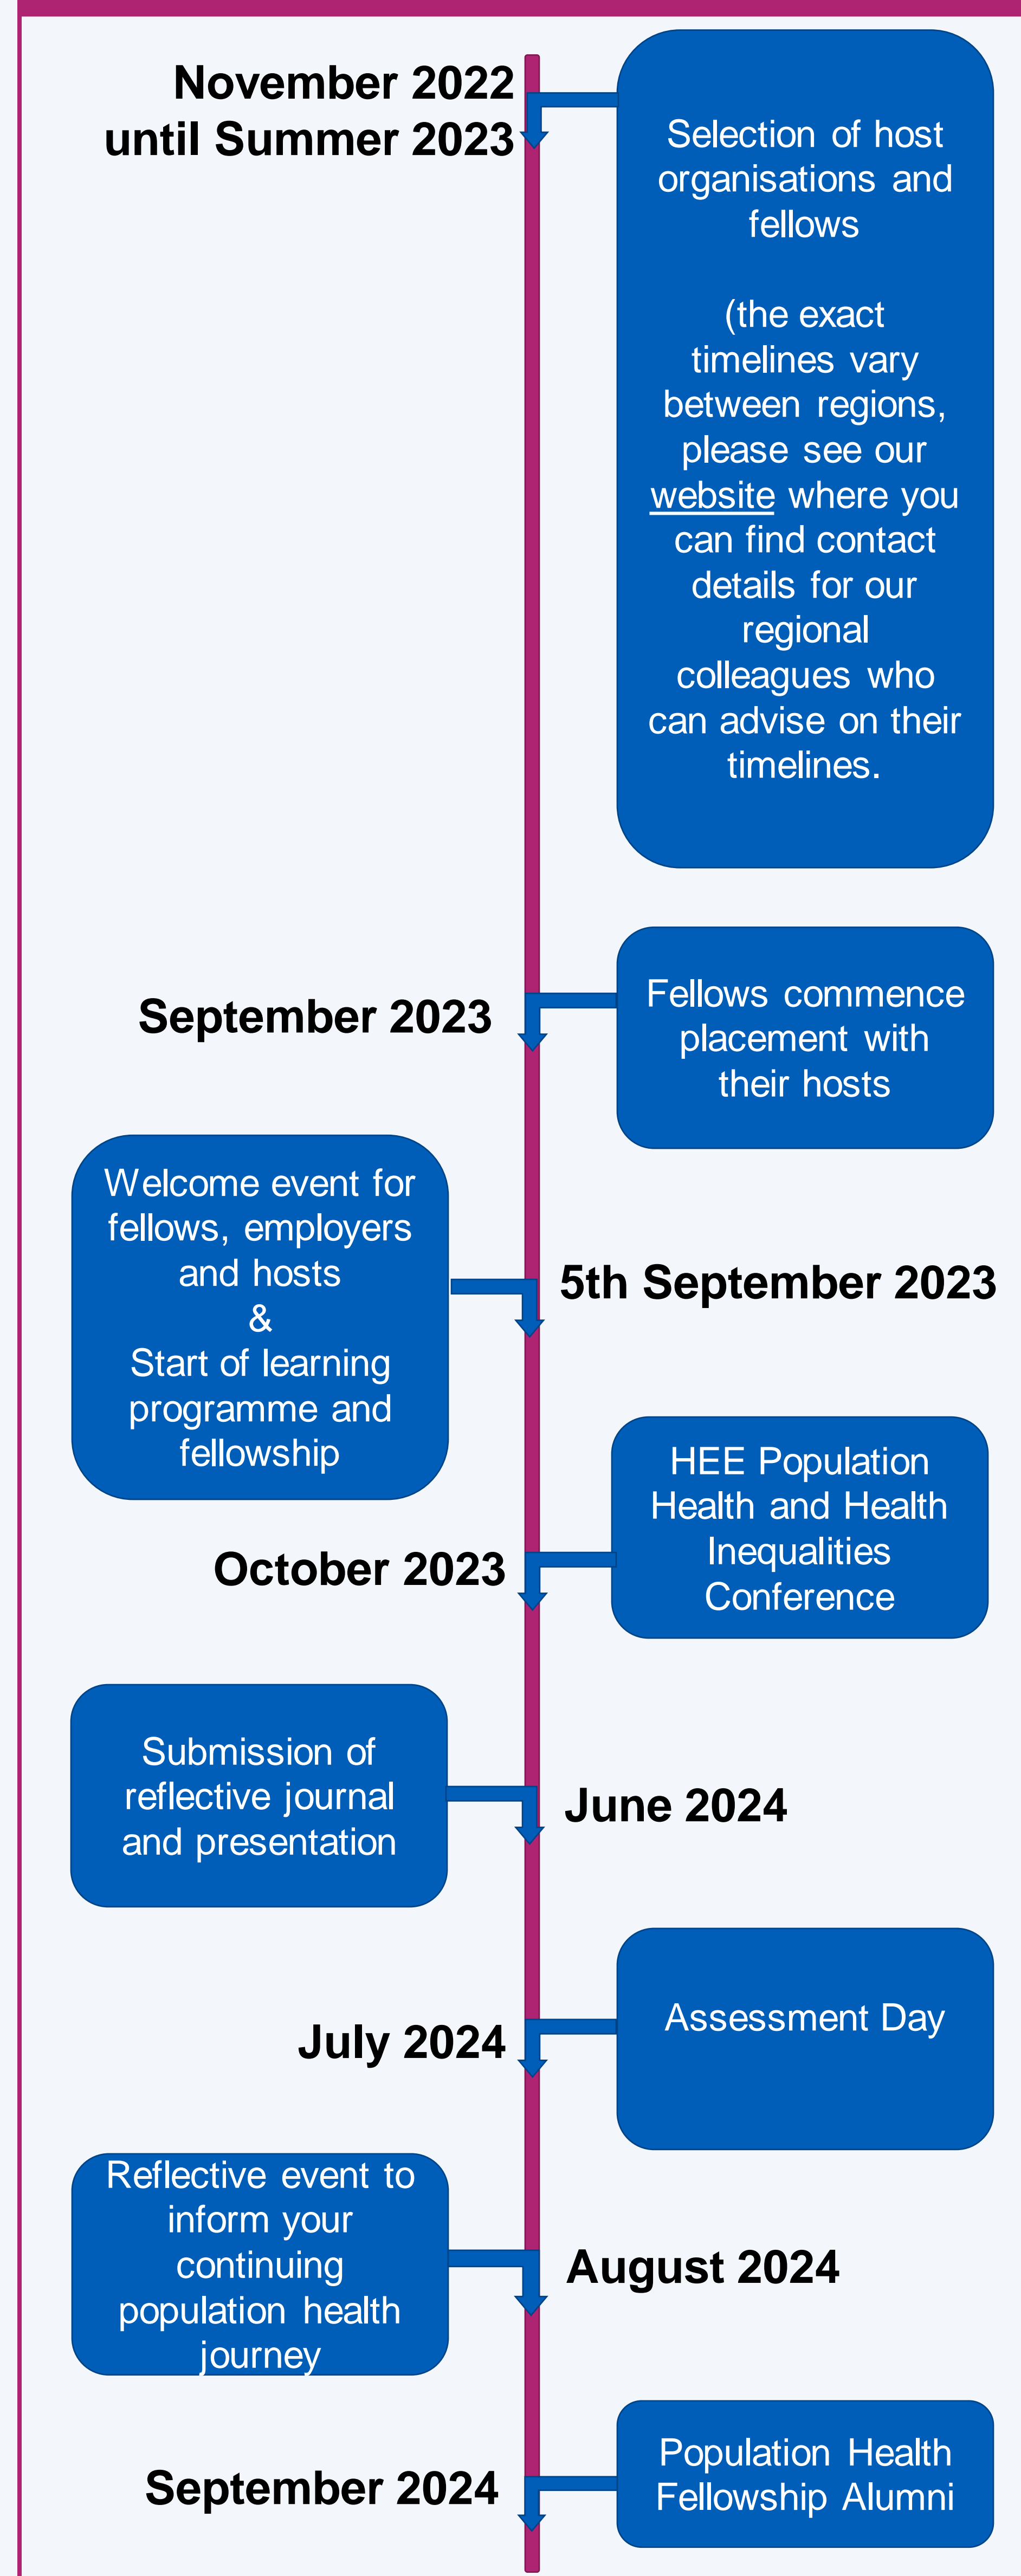 November 2022
until Summer 2023
Selection of host
organisations and
fellows
(the exact
timelines vary
between regions,
please see our
website where you
can find contact
details for our
regional
colleagues who
can advise on their
timelines.
September 2023
Fellows commence
placement with
their hosts
Welcome event for
fellows, employers
and hosts
&
Start of learning
programme and
fellowship
5th September 2023
October 2023
HEE Population
Health and Health
Inequalities
Conference
Submission of
reflective journal
and presentation
June 2024
July 2024
Assessment Day
Reflective event to
inform your
continuing
population health
journey
August 2024
September 2024
Population Health
Fellowship Alumni